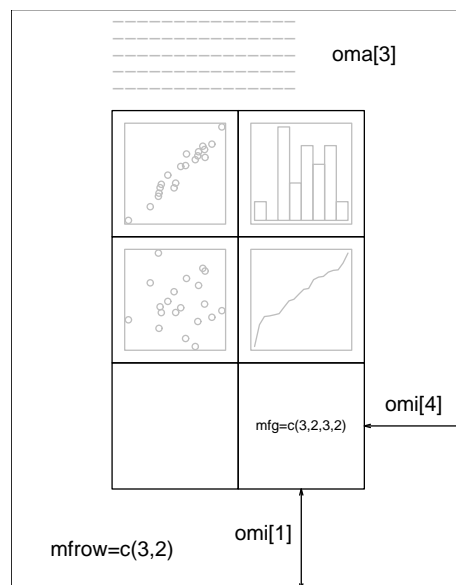 oma[3]
mfg=c(3,2,3,2)
omi[4]
omi[1]
mfrow=c(3,2)